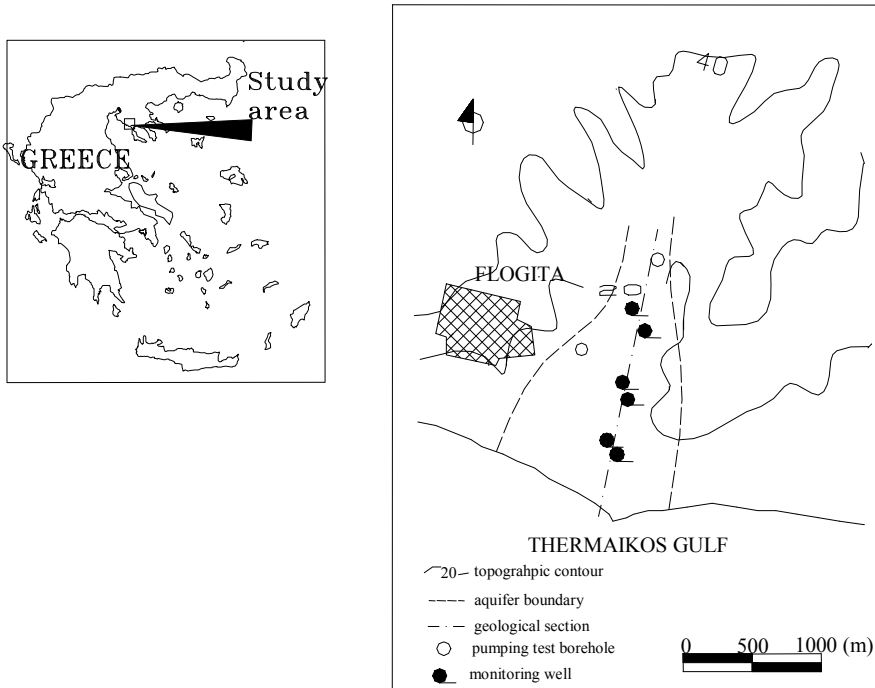 Study
area
GREECE
40
FLOGITA
20
THERMAIKOS GULF
20 topograhpic contour
aquifer boundary
geological section
pumping test borehole
monitoring well
0 500 1000 (m)